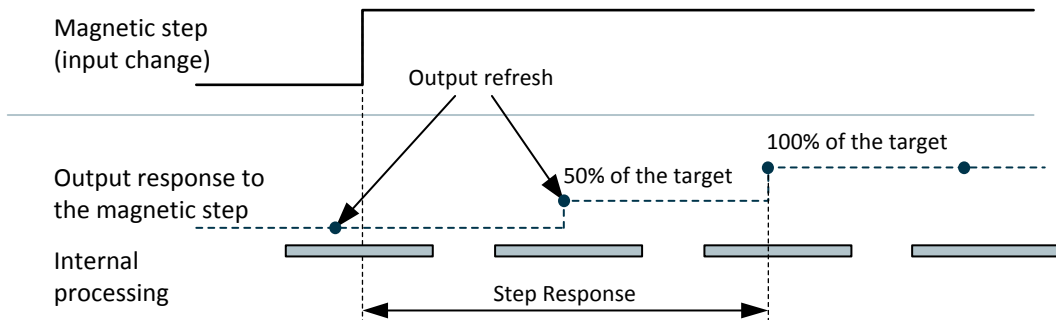 Magnetic step
(input change)
Output refresh
100% of the target
50% of the target
Output response to
the magnetic step
Internal
processing
Step Response